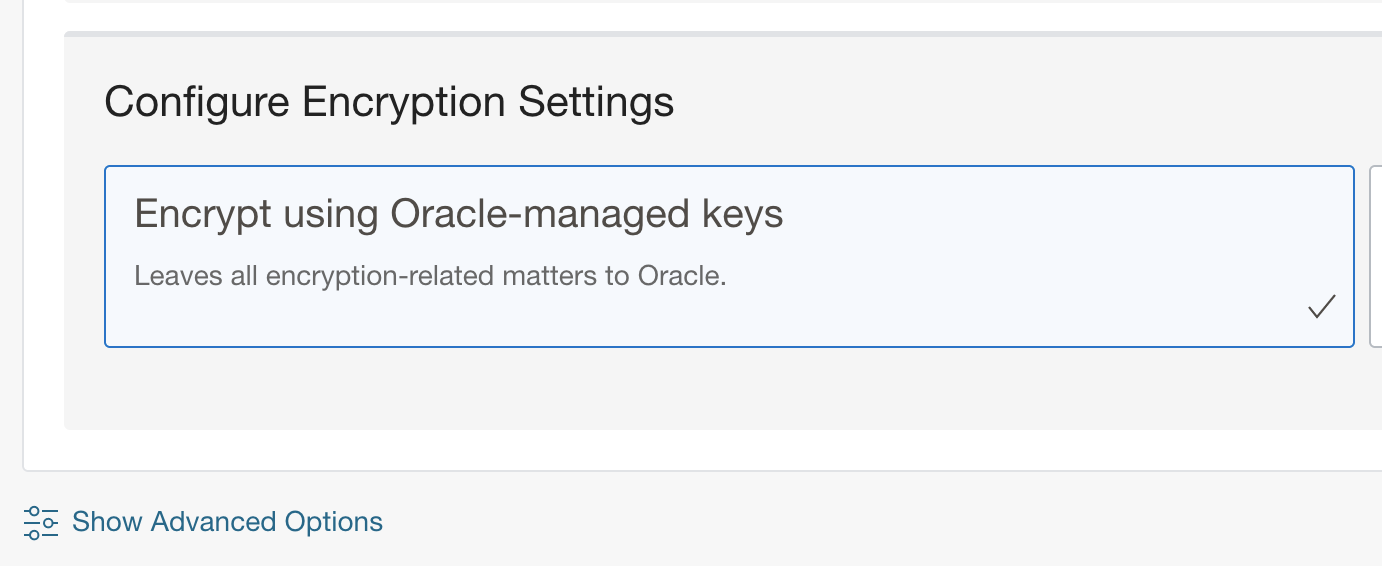 Configure Encryption Settings
Encrypt using Oracle-managed keys
Leaves all encryption-related matters to Oracle.
Show Advanced Options